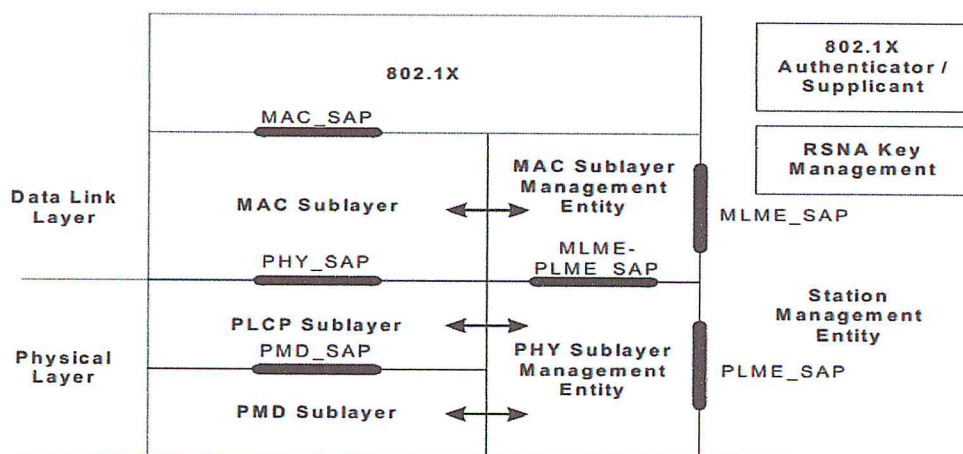 802.1X
802.1X
Authenticator /
Supplicant
MAC_SAP
RSNA Key
Management
Data Link
Layer
MAC Sublayer
MAC Sublayer
Management
Entity
MLME_SAP
PHY_SAP
MLME-
PLME_SAP
Station
Management
Entity
Physical
Layer
PLCP Sublayer
PMD_SAP
PHY Sublayer
Management
Entity
PLME_SAP
PMD Sublayer